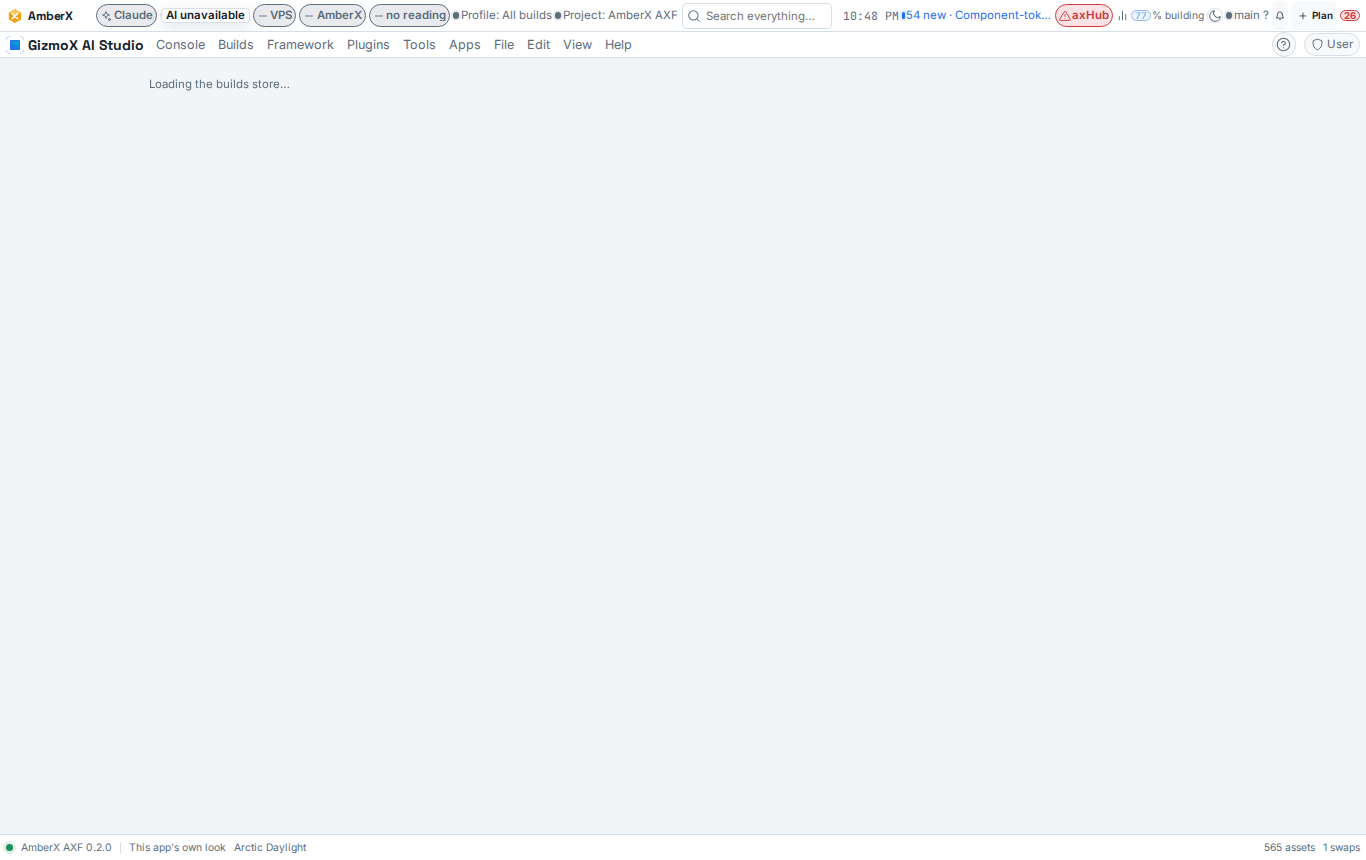 AmberX Claude AI unavailable — VPS — AmberX — no reading Profile: All builds Project: AmberX AXF Search everything... 10:48 PM 54 new · Component-tok... axHub 77 % building main ? + Plan 26
GizmoX AI Studio Console Builds Framework Plugins Tools Apps File Edit View Help User
Loading the builds store...
AmberX AXF 0.2.0 This app's own look Arctic Daylight 565 assets 1 swaps